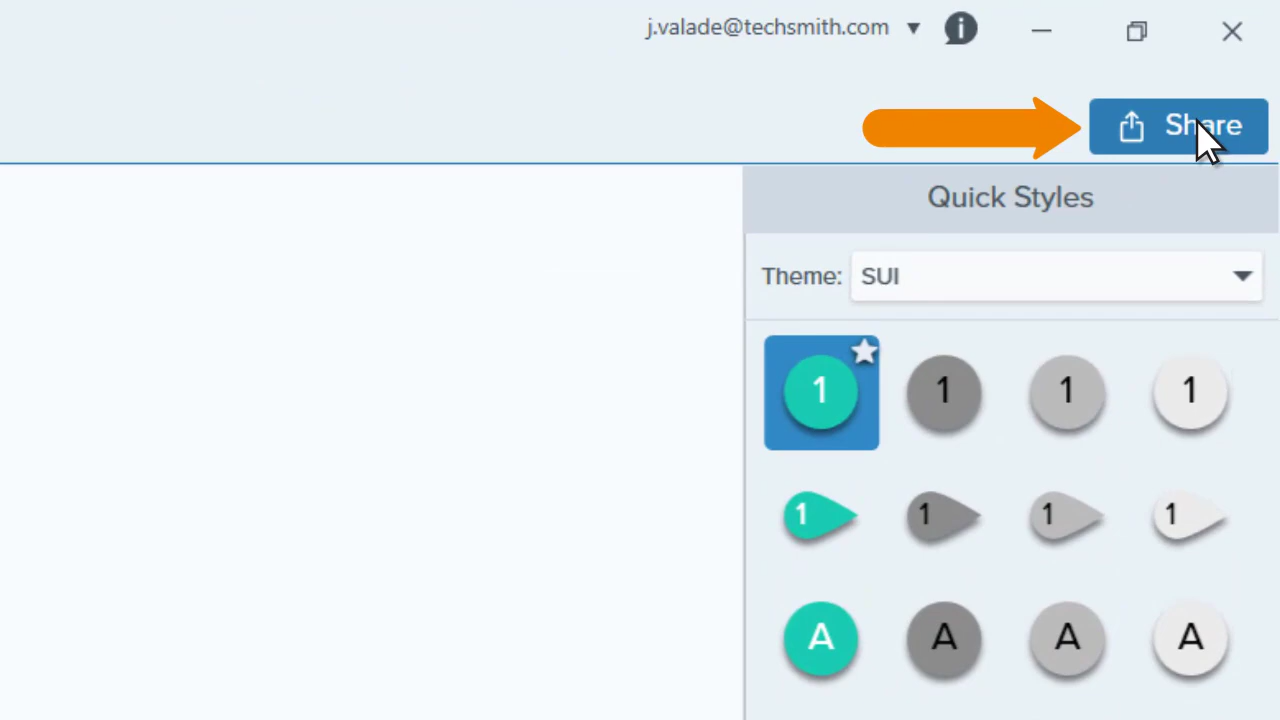 j.valade@techsmith.com
Share
Quick Styles
Theme: SUI
1 1 1 1
1 1 1 1
A A A A